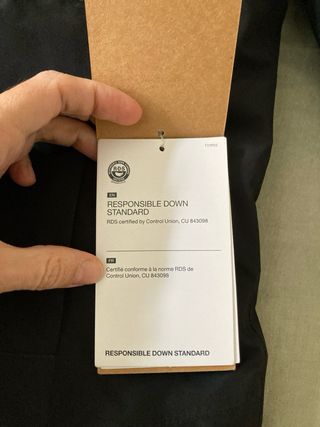 RDS
EN
RESPONSIBLE DOWN
STANDARD
RDS certified by Control Union, CU 843098
FR
Certifié conforme à la norme RDS de
Control Union, CU 843098
RESPONSIBLE DOWN STANDARD